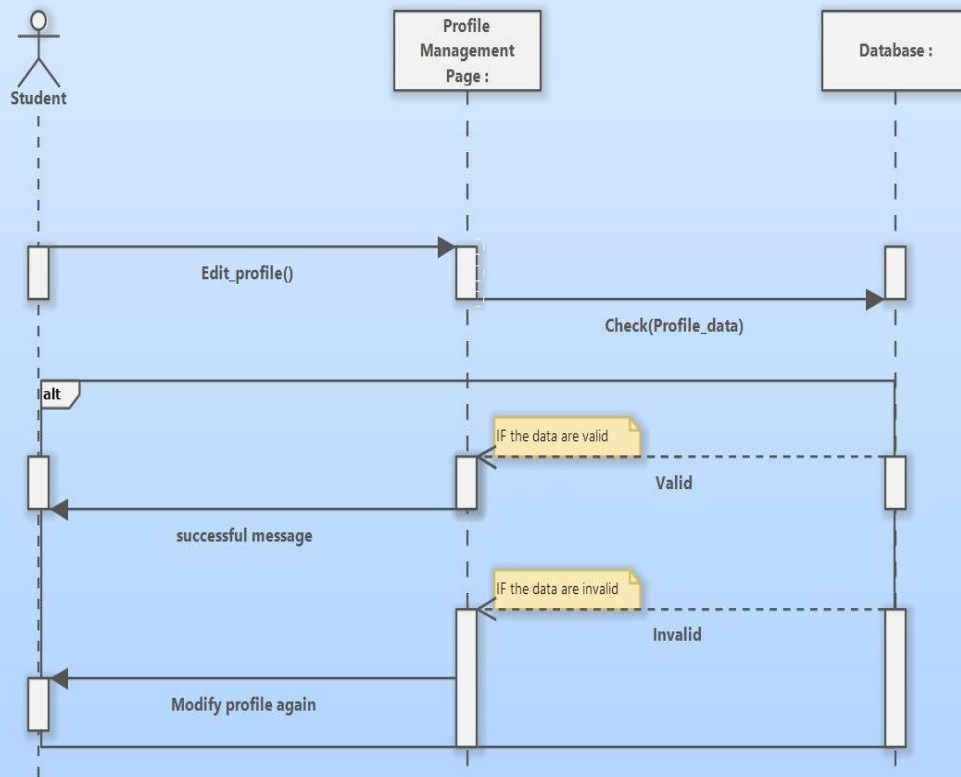 Profile
Management
Page :
Database :
Student
Edit_profile()
Check(Profile_data)
alt
IF the data are valid
Valid
successful message
IF the data are invalid
Invalid
Modify profile again